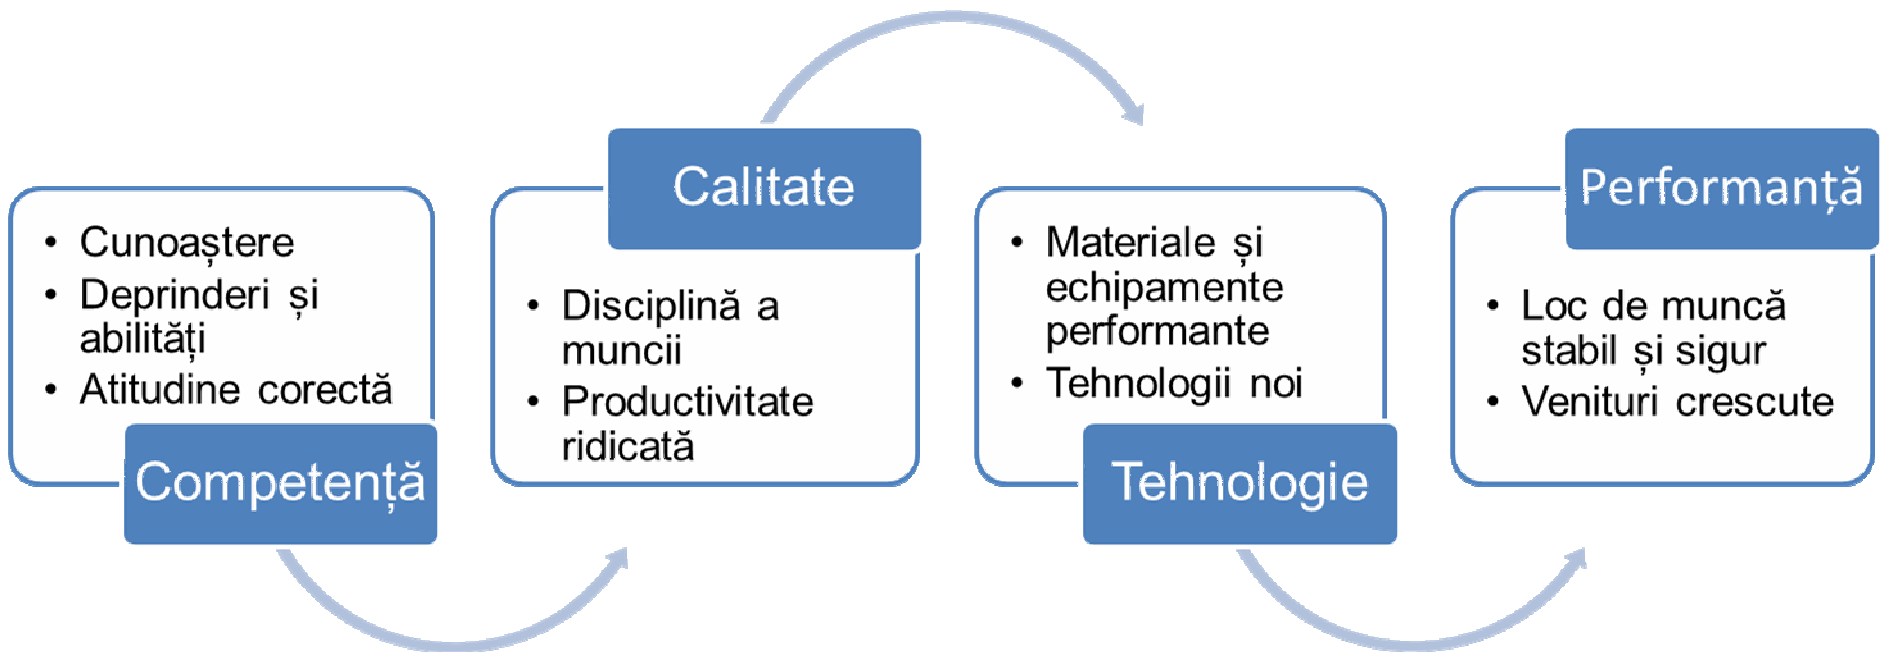 • Cunoaștere
• Deprinderi și
abilități
• Atitudine corectă
Competență
Calitate
• Disciplină a
muncii
• Productivitate
ridicată
• Materiale și
echipamente
performante
• Tehnologii noi
Tehnologie
Performanță
• Loc de muncă
stabil și sigur
• Venituri crescute